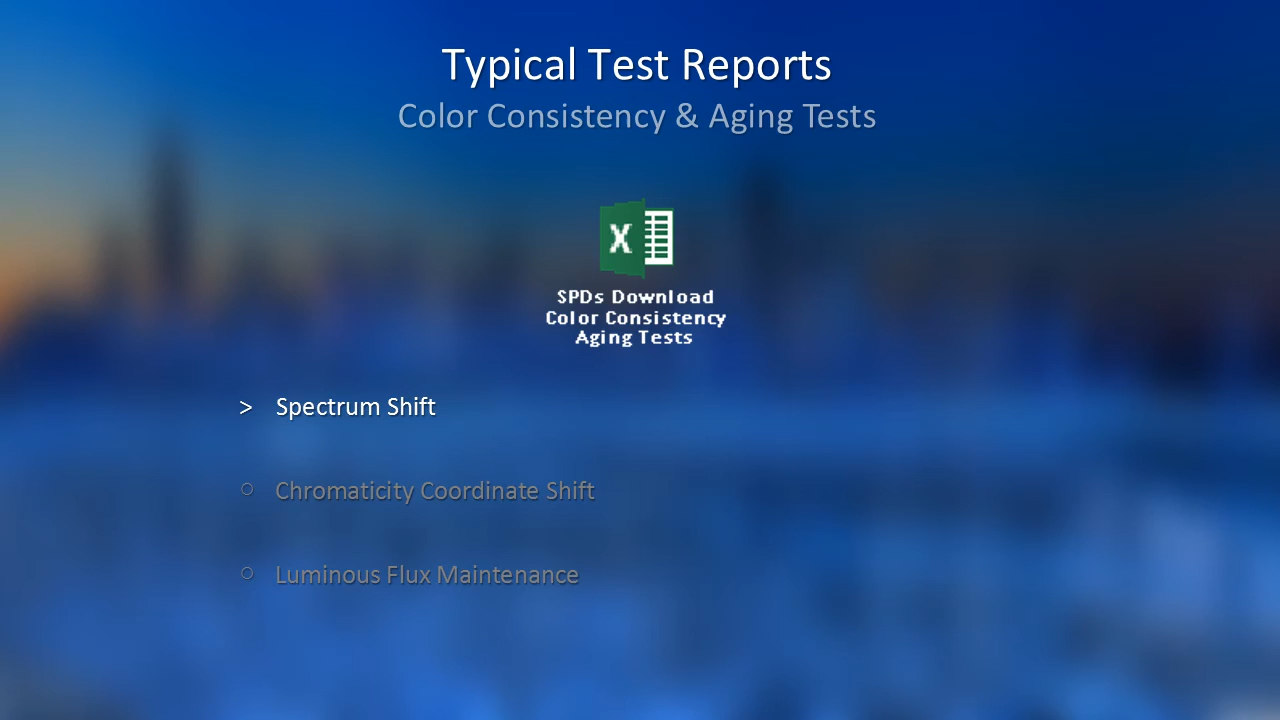 Typical Test Reports
Color Consistency & Aging Tests
X
SPDs Download
Color Consistency
Aging Tests
> Spectrum Shift
○ Chromaticity Coordinate Shift
○ Luminous Flux Maintenance